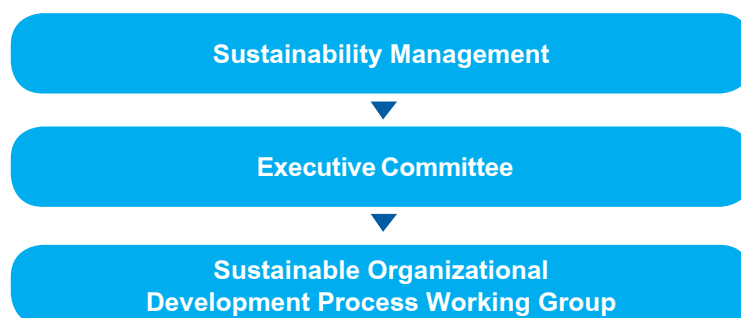 Sustainability Management
Executive Committee
Sustainable Organizational
Development Process Working Group